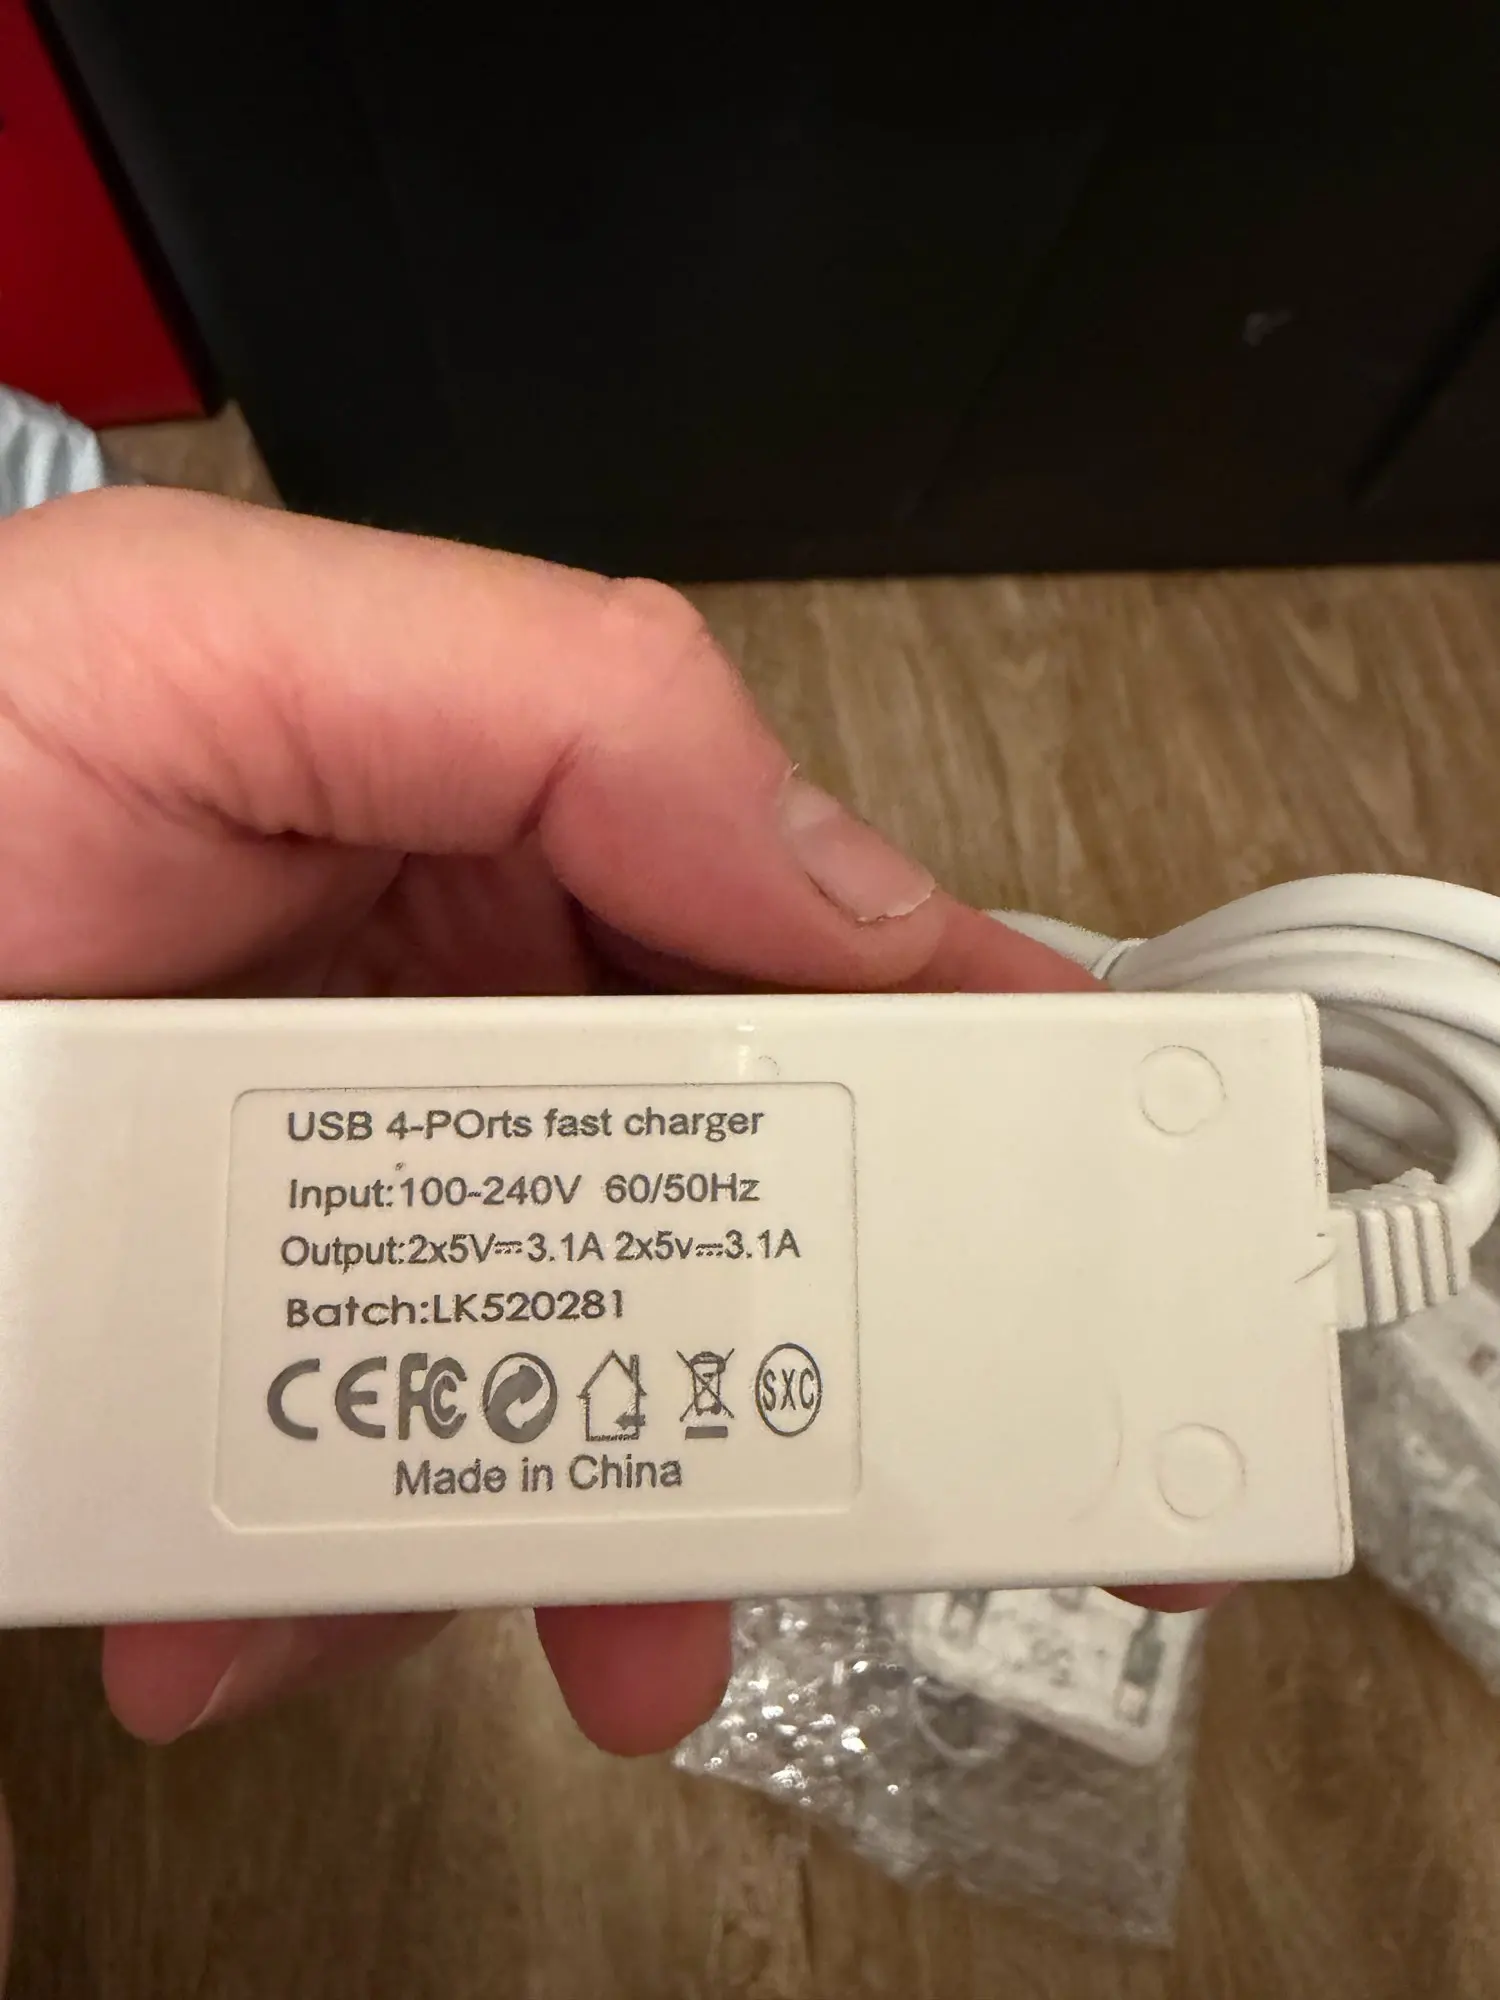 USB 4-POrts fast charger
Input:100-240V 60/50Hz
Output:2x5V⎓3.1A 2x5v⎓3.1A
Batch:LK520281
CE FC SXC
Made in China